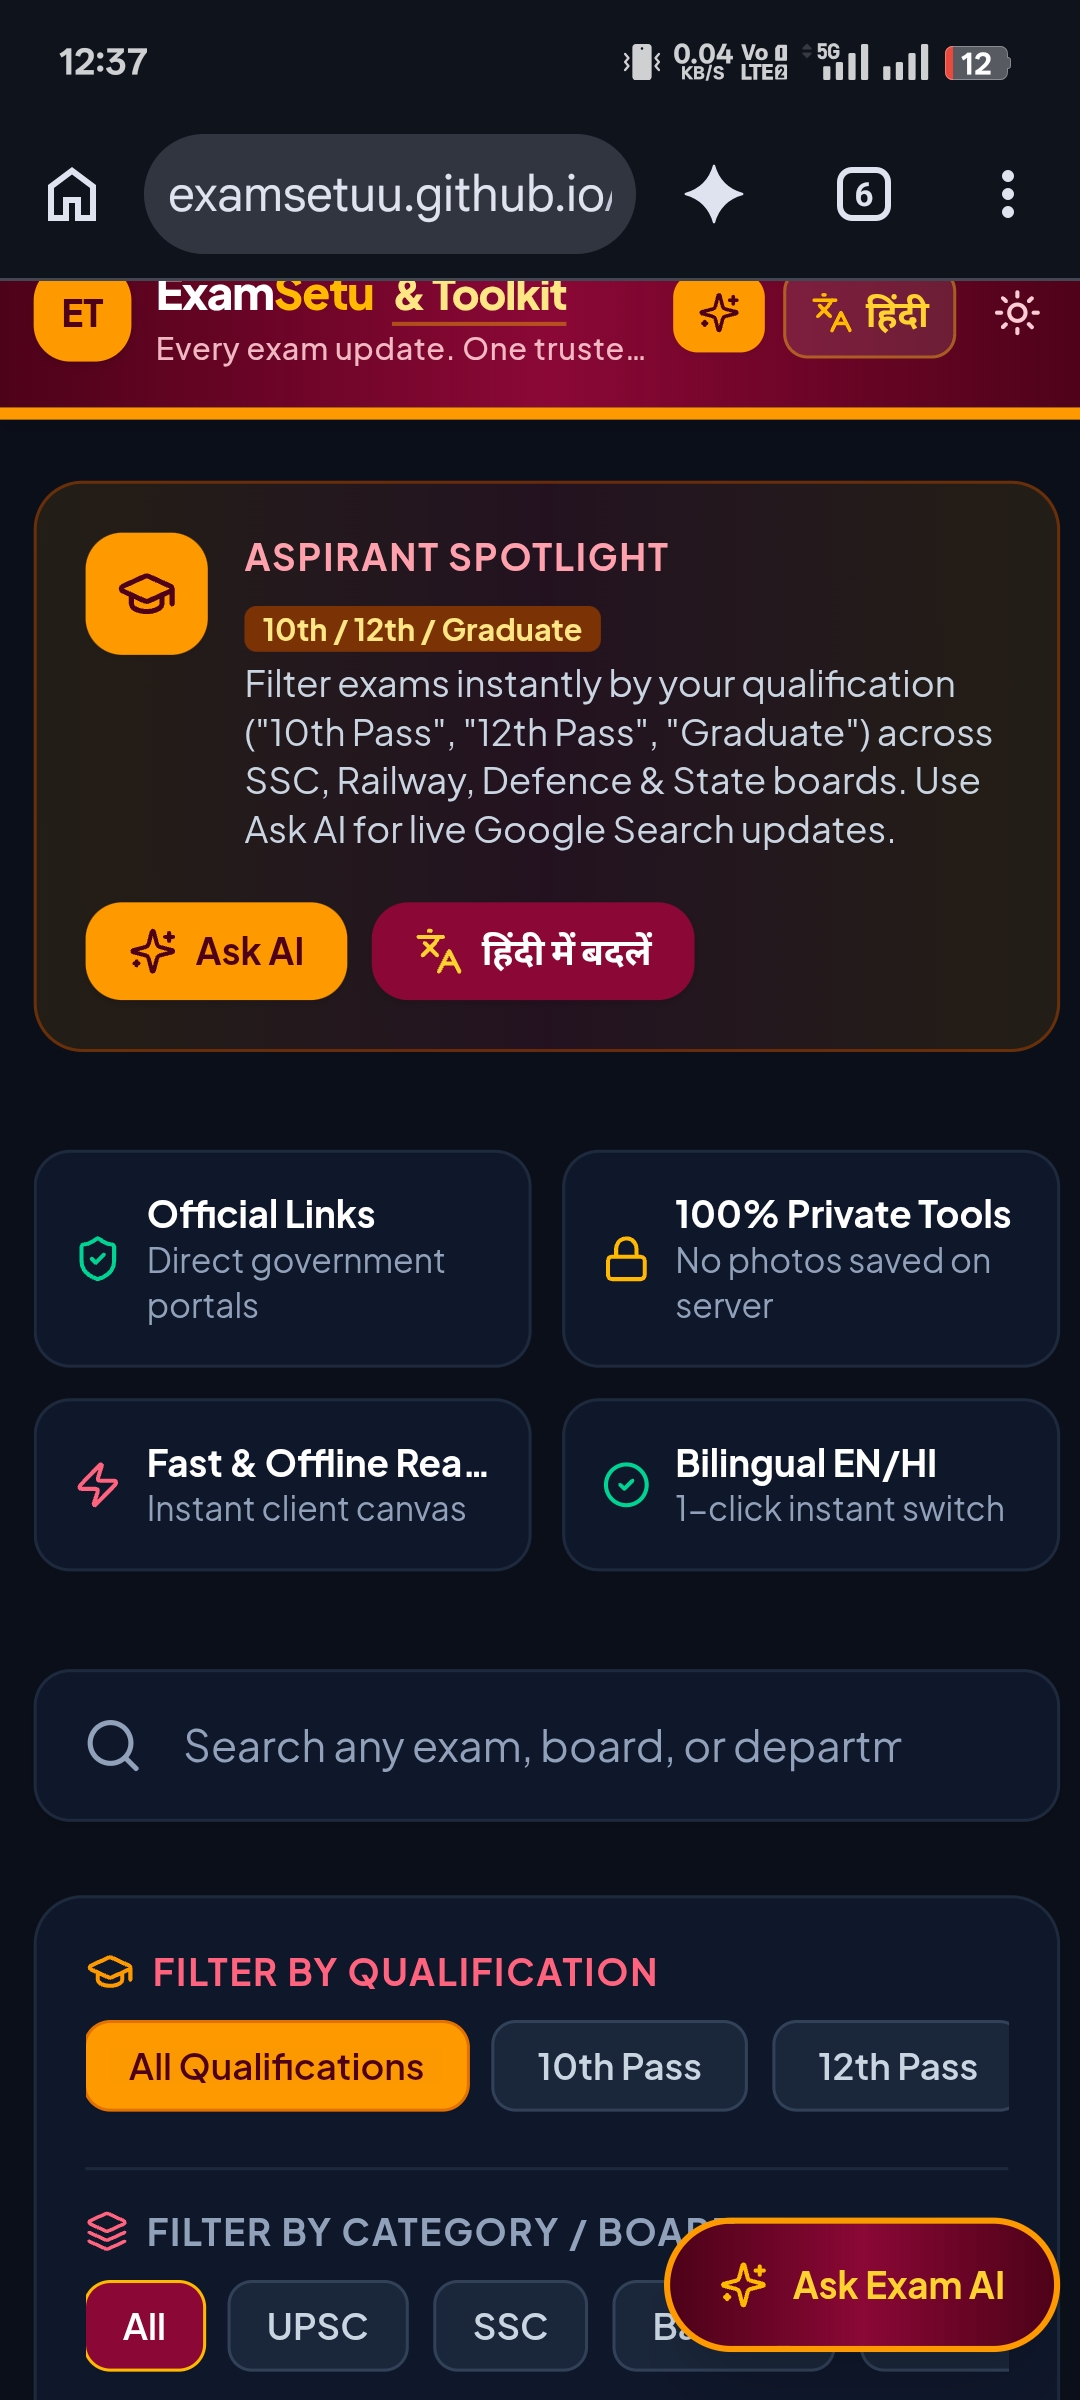 12:37
0.04 KB/S Vo LTE 5G 12
examsetuu.github.io/
6
ET
ExamSetu & Toolkit
Every exam update. One truste...
हिंदी
ASPIRANT SPOTLIGHT
10th / 12th / Graduate
Filter exams instantly by your qualification
("10th Pass", "12th Pass", "Graduate") across
SSC, Railway, Defence & State boards. Use
Ask AI for live Google Search updates.
Ask AI
हिंदी में बदलें
Official Links
Direct government
portals
100% Private Tools
No photos saved on
server
Fast & Offline Rea...
Instant client canvas
Bilingual EN/HI
1-click instant switch
Search any exam, board, or departm
FILTER BY QUALIFICATION
All Qualifications
10th Pass
12th Pass
FILTER BY CATEGORY /
Ask Exam AI
All
UPSC
SSC